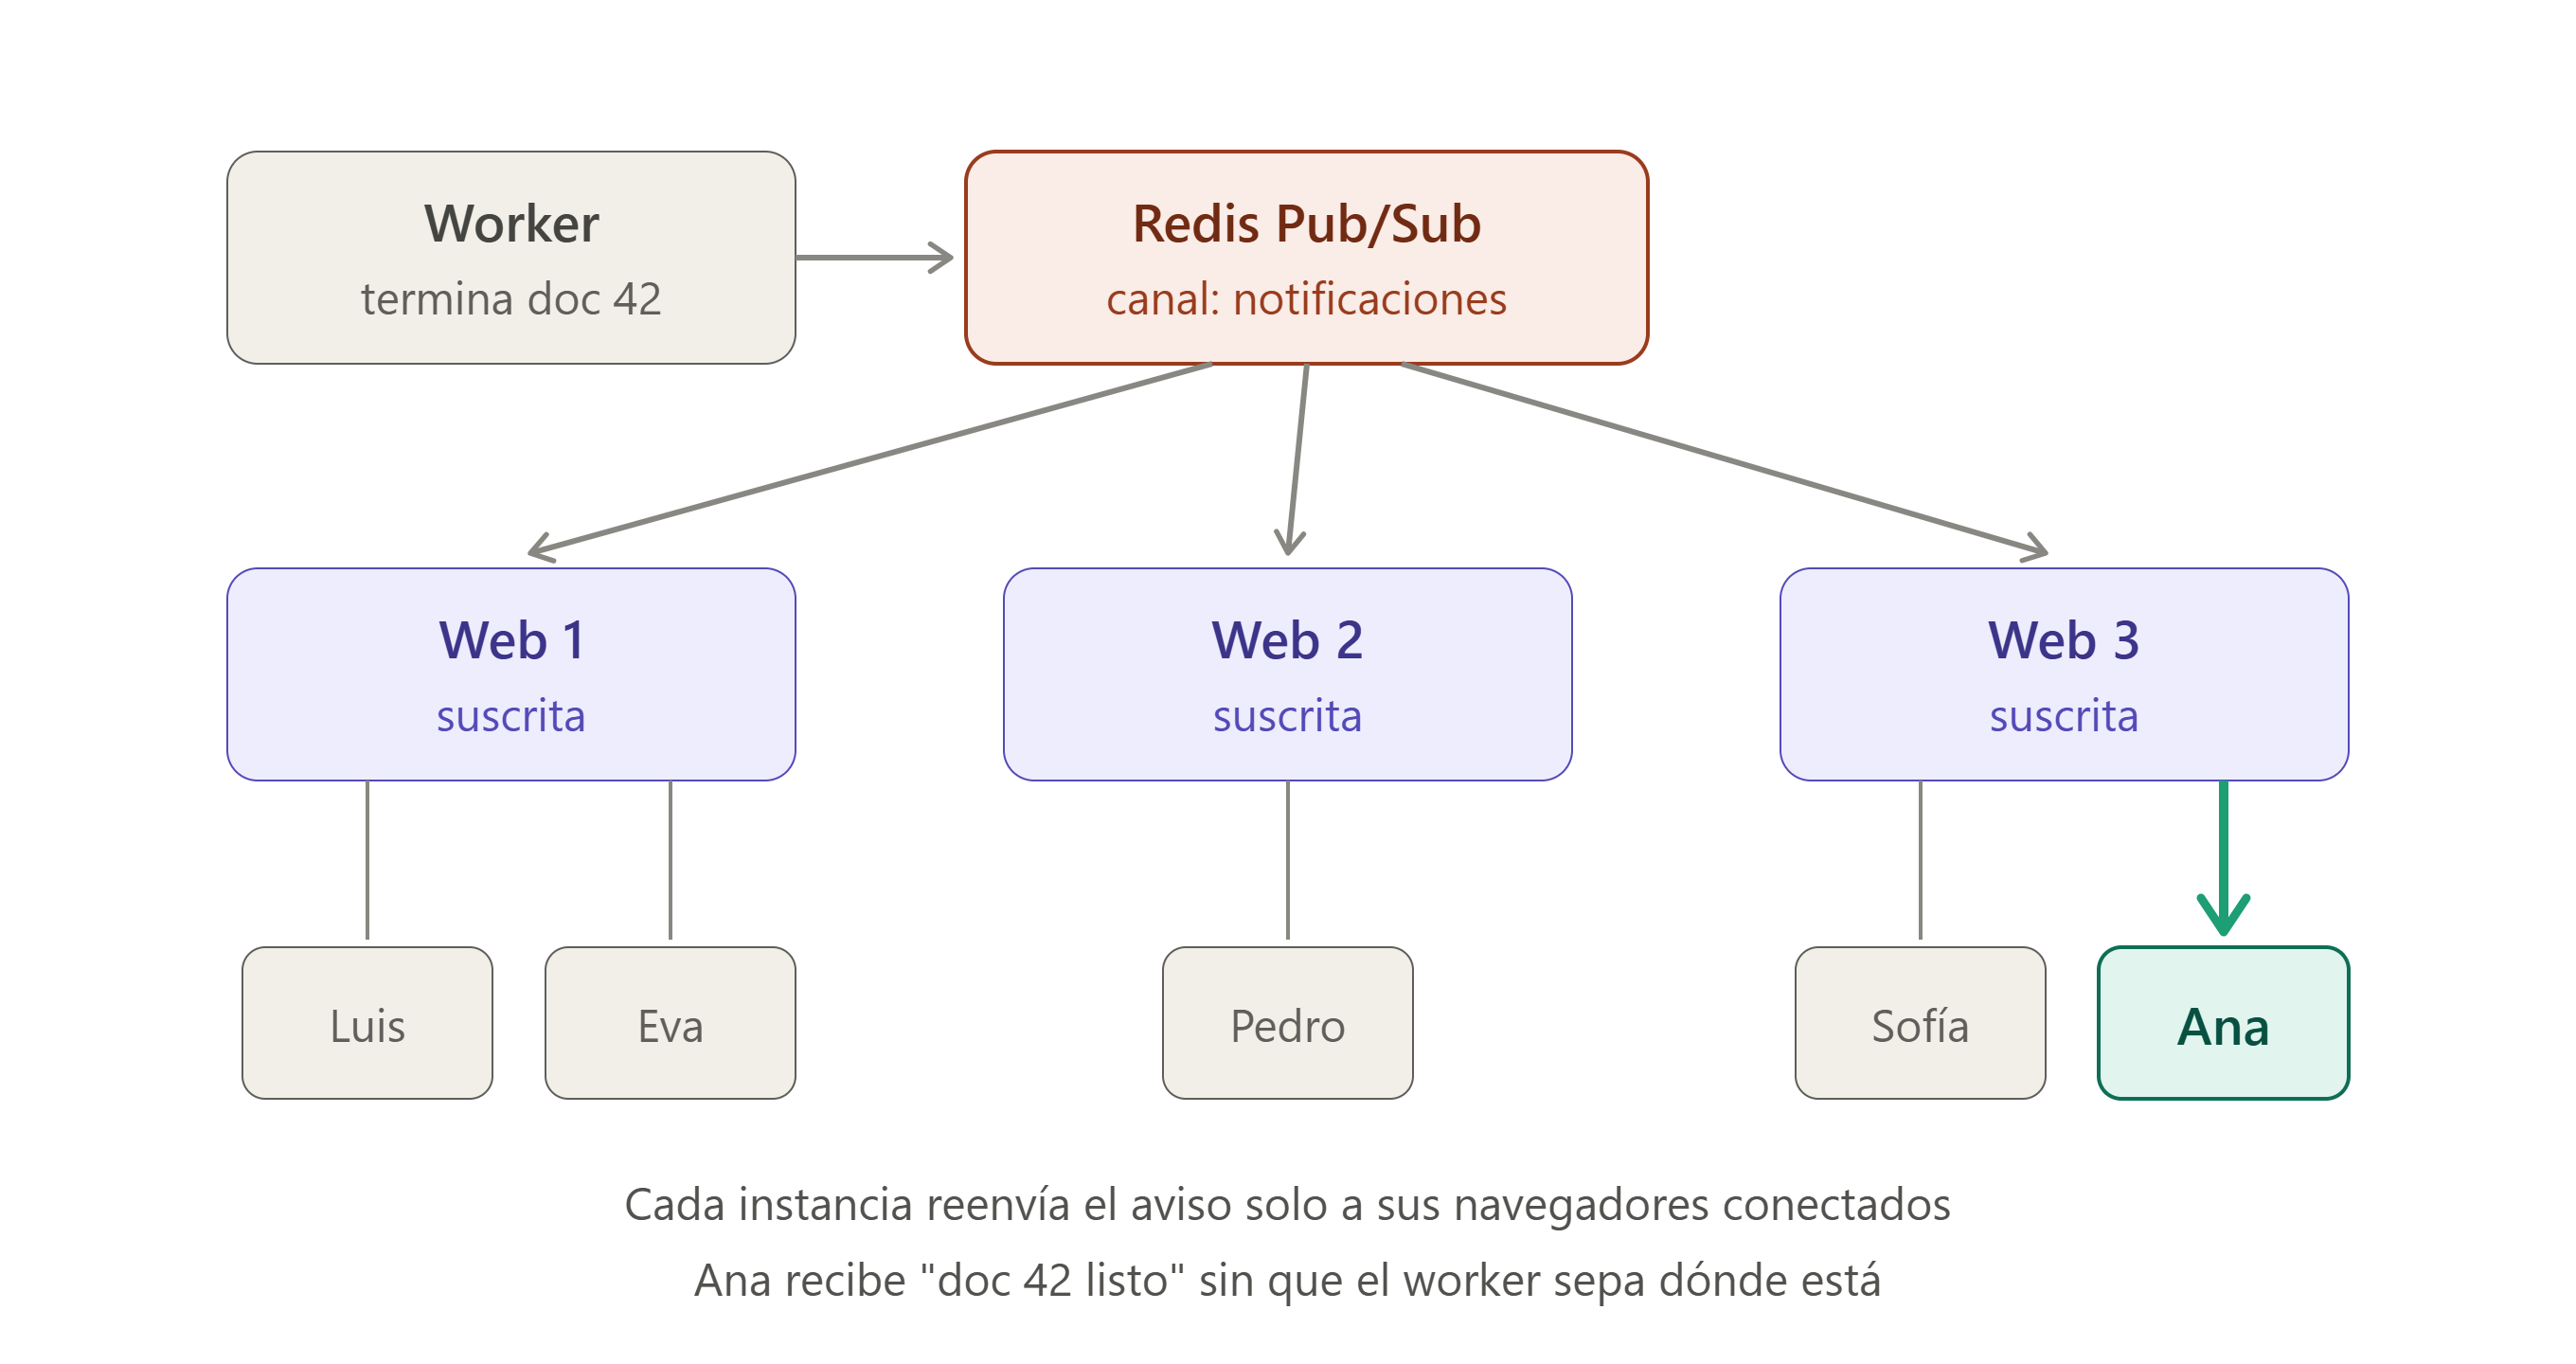 Worker
termina doc 42
Redis Pub/Sub
canal: notificaciones
Web 1
suscrita
Web 2
suscrita
Web 3
suscrita
Luis
Eva
Pedro
Sofía
Ana
Cada instancia reenvía el aviso solo a sus navegadores conectados
Ana recibe "doc 42 listo" sin que el worker sepa dónde está